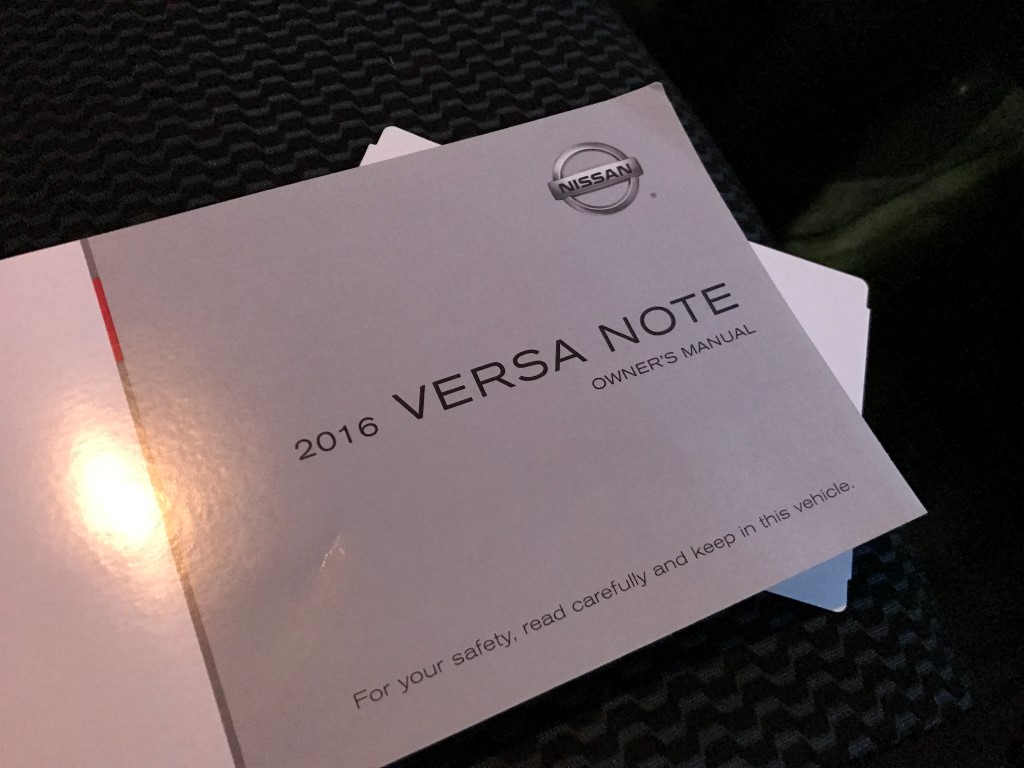 NISSAN
2016 VERSA NOTE
OWNER'S MANUAL
For your safety, read carefully and keep in this vehicle.